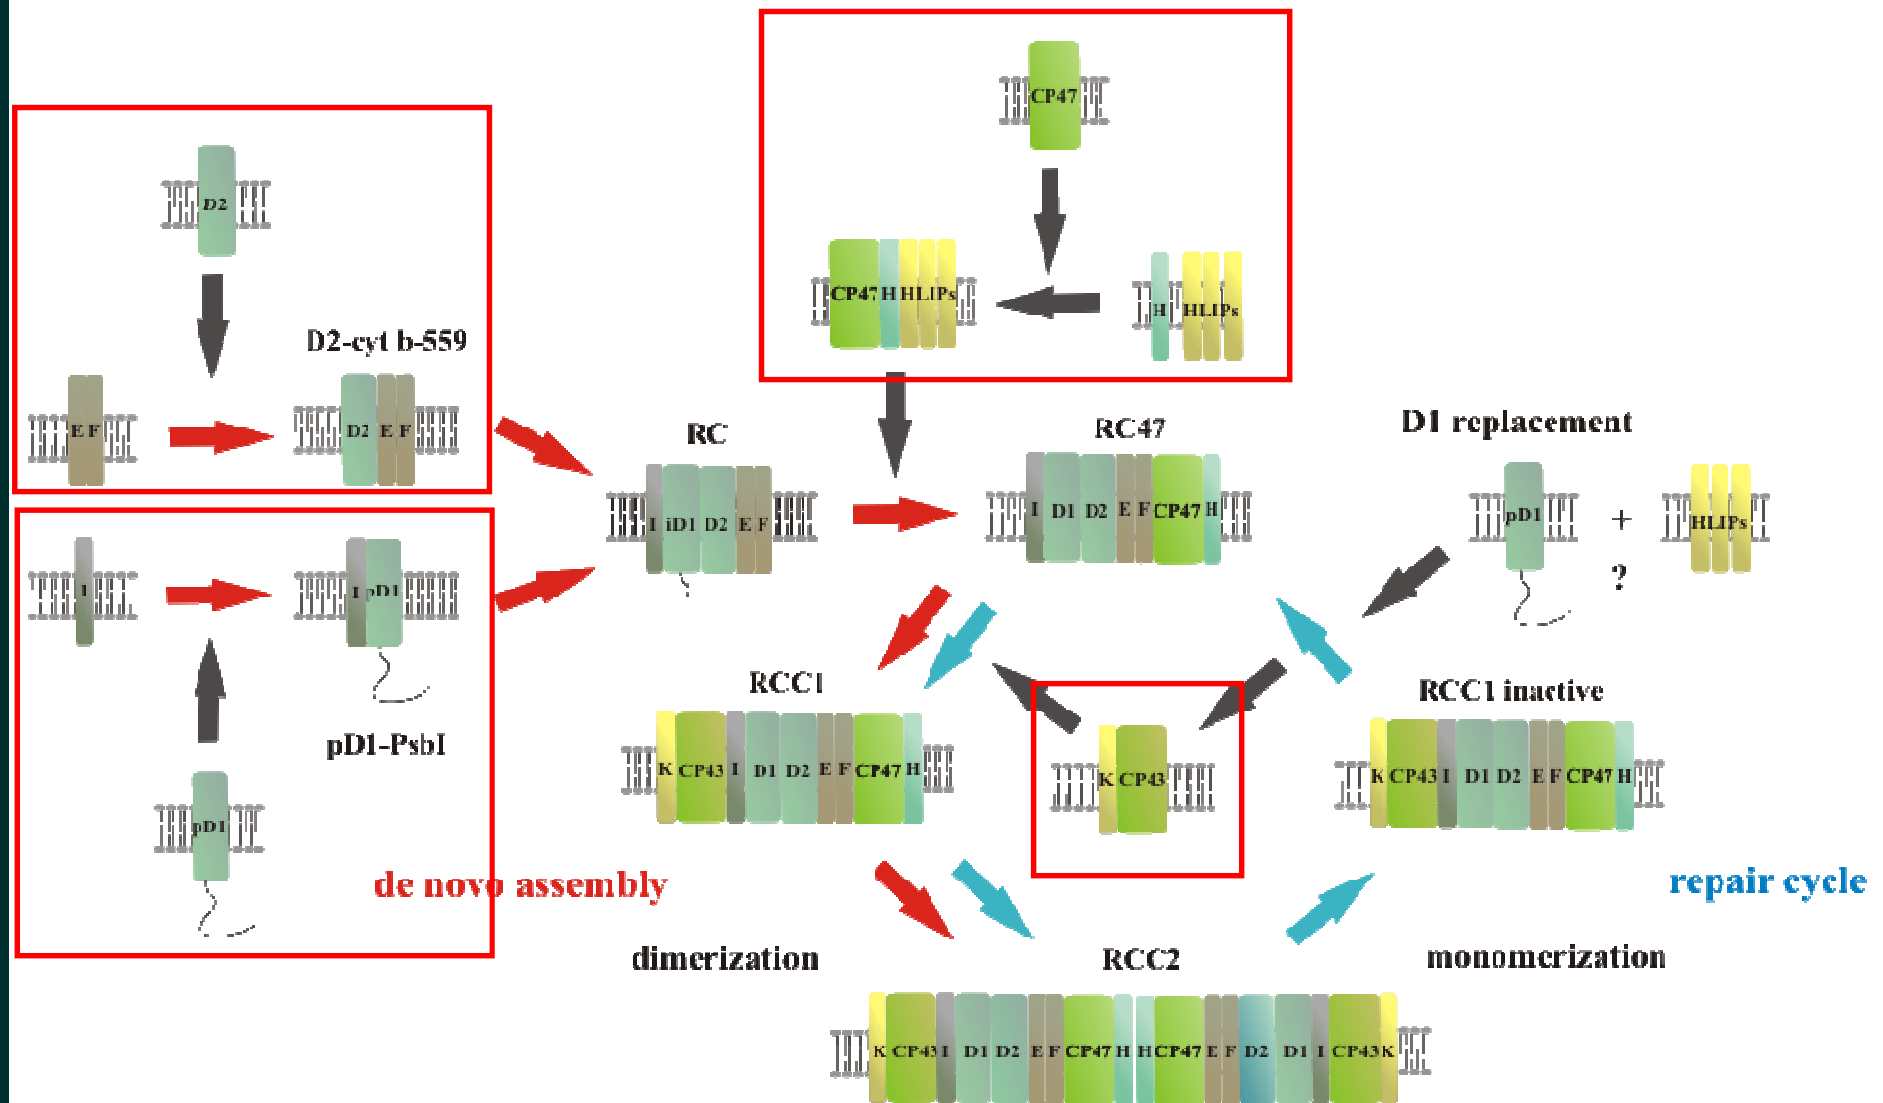 CP47
D2
CP47 H HLIPs
H HLIPs
D2-cyt b-559
E F
D2 E F
RC
RC47
D1 replacement
I iD1 D2 E F
I D1 D2 E F CP47 H
pD1 + HLIPs
?
I
I pD1
pD1-PsbI
pD1
RCC1
RCC1 inactive
K CP43 I D1 D2 E F CP47 H
K CP43
K CP43 I D1 D2 E F CP47 H
de novo assembly
repair cycle
dimerization
RCC2
monomerization
K CP43 I D1 D2 E F CP47 H H CP47 E F D2 D1 I CP43 K